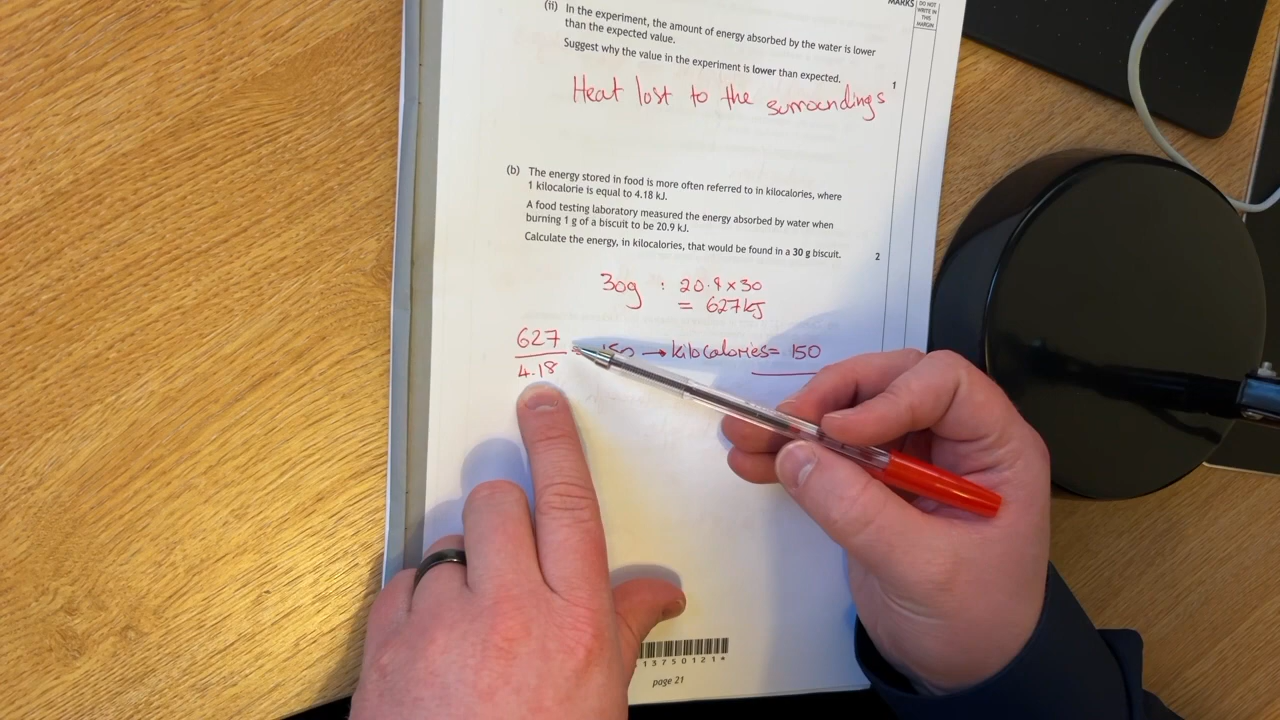 MARKS
DO NOT
WRITE IN
THIS
MARGIN
(ii) In the experiment, the amount of energy absorbed by the water is lower
than the expected value.
Suggest why the value in the experiment is lower than expected.
1
Heat lost to the surroundings
(b) The energy stored in food is more often referred to in kilocalories, where
1 kilocalorie is equal to 4.18 kJ.
A food testing laboratory measured the energy absorbed by water when
burning 1 g of a biscuit to be 20.9 kJ.
Calculate the energy, in kilocalories, that would be found in a 30 g biscuit.
2
30g : 20.9 × 30
= 627kJ
627
4.18
= 150 → kilocalories = 150
13750121*
page 21